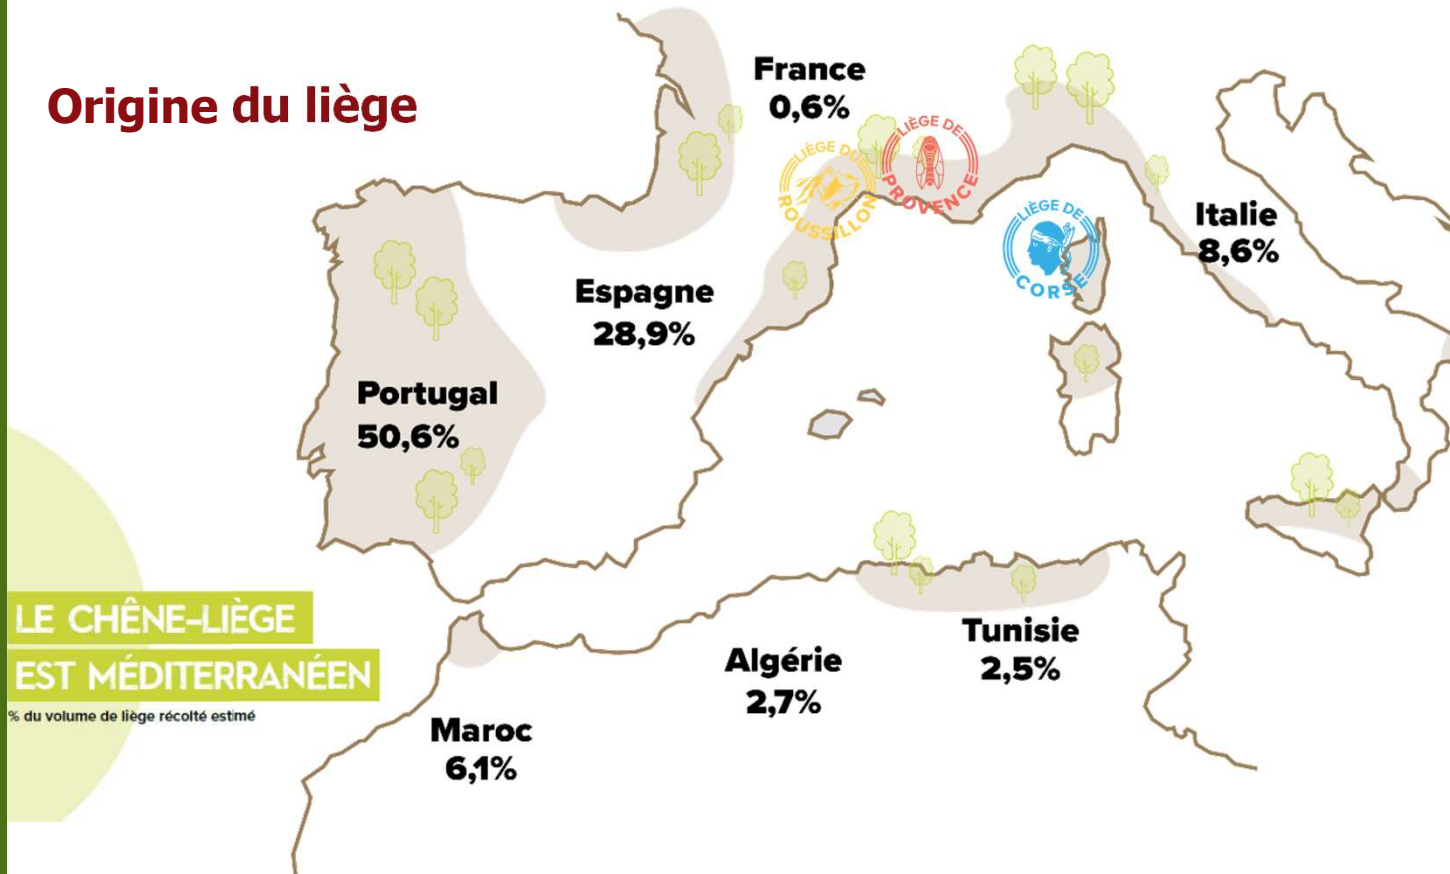 Origine du liège
France
0,6%
LIÈGE DU
ROUSSILLON
LIÈGE DE
PROVENCE
LIÈGE DE
CORSE
Italie
8,6%
Espagne
28,9%
Portugal
50,6%
LE CHÊNE-LIÈGE
EST MÉDITERRANÉEN
% du volume de liège récolté estimé
Tunisie
2,5%
Algérie
2,7%
Maroc
6,1%